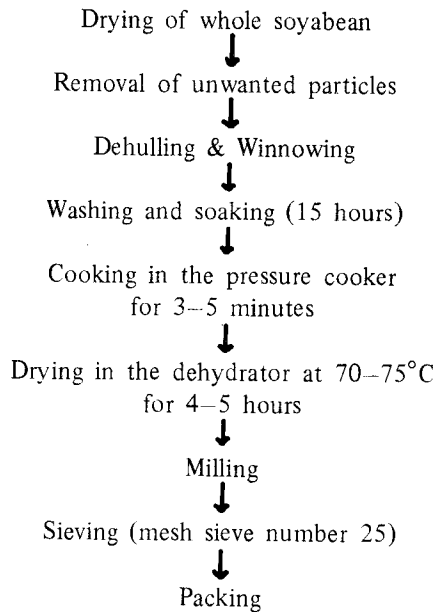 Drying of whole soyabean
Removal of unwanted particles
Dehulling & Winnowing
Washing and soaking (15 hours)
Cooking in the pressure cooker
for 3–5 minutes
Drying in the dehydrator at 70–75°C
for 4–5 hours
Milling
Sieving (mesh sieve number 25)
Packing